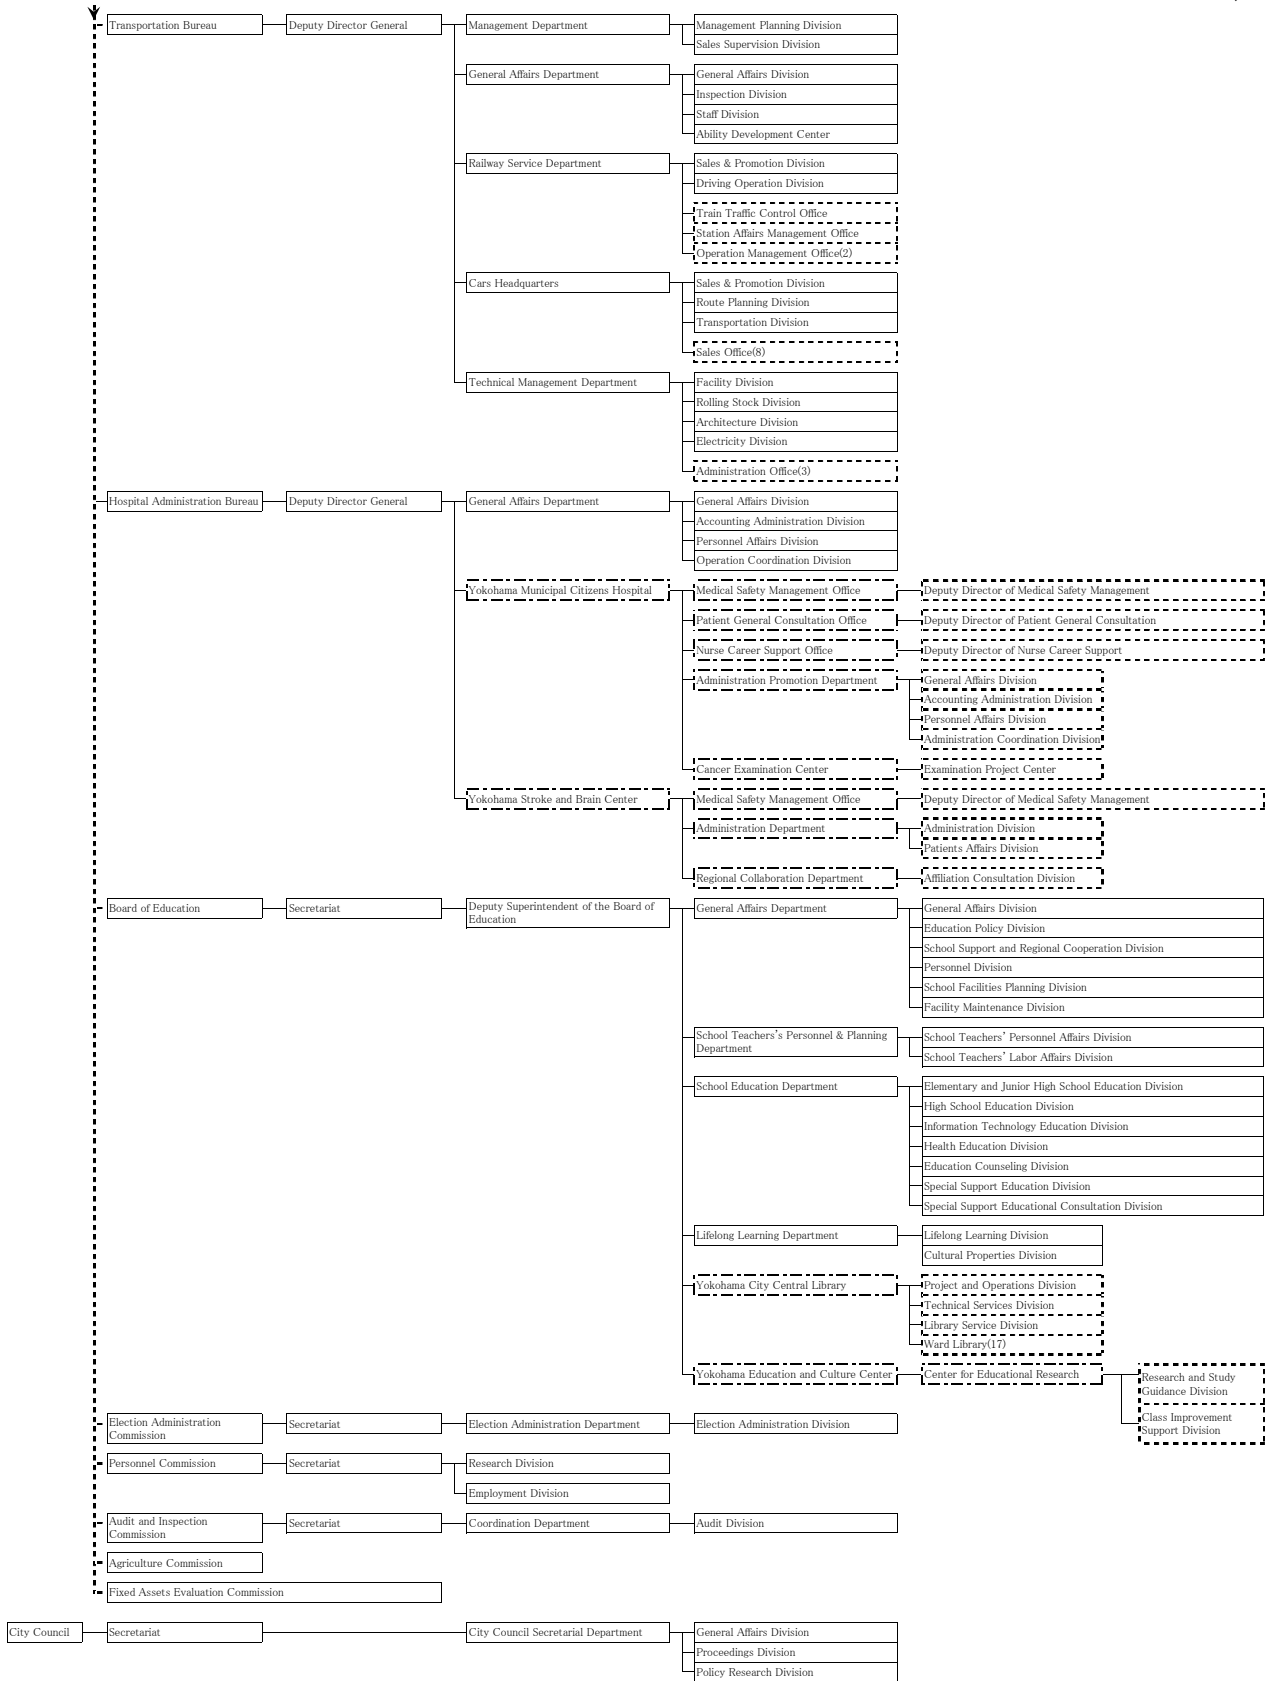 Transportation Bureau
Deputy Director General
Management Department
Management Planning Division
Sales Supervision Division
General Affairs Department
General Affairs Division
Inspection Division
Staff Division
Ability Development Center
Railway Service Department
Sales & Promotion Division
Driving Operation Division
Train Traffic Control Office
Station Affairs Management Office
Operation Management Office(2)
Cars Headquarters
Sales & Promotion Division
Route Planning Division
Transportation Division
Sales Office(8)
Technical Management Department
Facility Division
Rolling Stock Division
Architecture Division
Electricity Division
Administration Office(3)
Hospital Administration Bureau
Deputy Director General
General Affairs Department
General Affairs Division
Accounting Administration Division
Personnel Affairs Division
Operation Coordination Division
Yokohama Municipal Citizens Hospital
Medical Safety Management Office
Deputy Director of Medical Safety Management
Patient General Consultation Office
Deputy Director of Patient General Consultation
Nurse Career Support Office
Deputy Director of Nurse Career Support
Administration Promotion Department
General Affairs Division
Accounting Administration Division
Personnel Affairs Division
Administration Coordination Division
Cancer Examination Center
Examination Project Center
Yokohama Stroke and Brain Center
Medical Safety Management Office
Deputy Director of Medical Safety Management
Administration Department
Administration Division
Patients Affairs Division
Regional Collaboration Department
Affiliation Consultation Division
Board of Education
Secretariat
Deputy Superintendent of the Board of
Education
General Affairs Department
General Affairs Division
Education Policy Division
School Support and Regional Cooperation Division
Personnel Division
School Facilities Planning Division
Facility Maintenance Division
School Teachers's Personnel & Planning
Department
School Teachers' Personnel Affairs Division
School Teachers' Labor Affairs Division
School Education Department
Elementary and Junior High School Education Division
High School Education Division
Information Technology Education Division
Health Education Division
Education Counseling Division
Special Support Education Division
Special Support Educational Consultation Division
Lifelong Learning Department
Lifelong Learning Division
Cultural Properties Division
Yokohama City Central Library
Project and Operations Division
Technical Services Division
Library Service Division
Ward Library(17)
Yokohama Education and Culture Center
Center for Educational Research
Research and Study
Guidance Division
Class Improvement
Support Division
Election Administration
Commission
Secretariat
Election Administration Department
Election Administration Division
Personnel Commission
Secretariat
Research Division
Employment Division
Audit and Inspection
Commission
Secretariat
Coordination Department
Audit Division
Agriculture Commission
Fixed Assets Evaluation Commission
City Council
Secretariat
City Council Secretarial Department
General Affairs Division
Proceedings Division
Policy Research Division